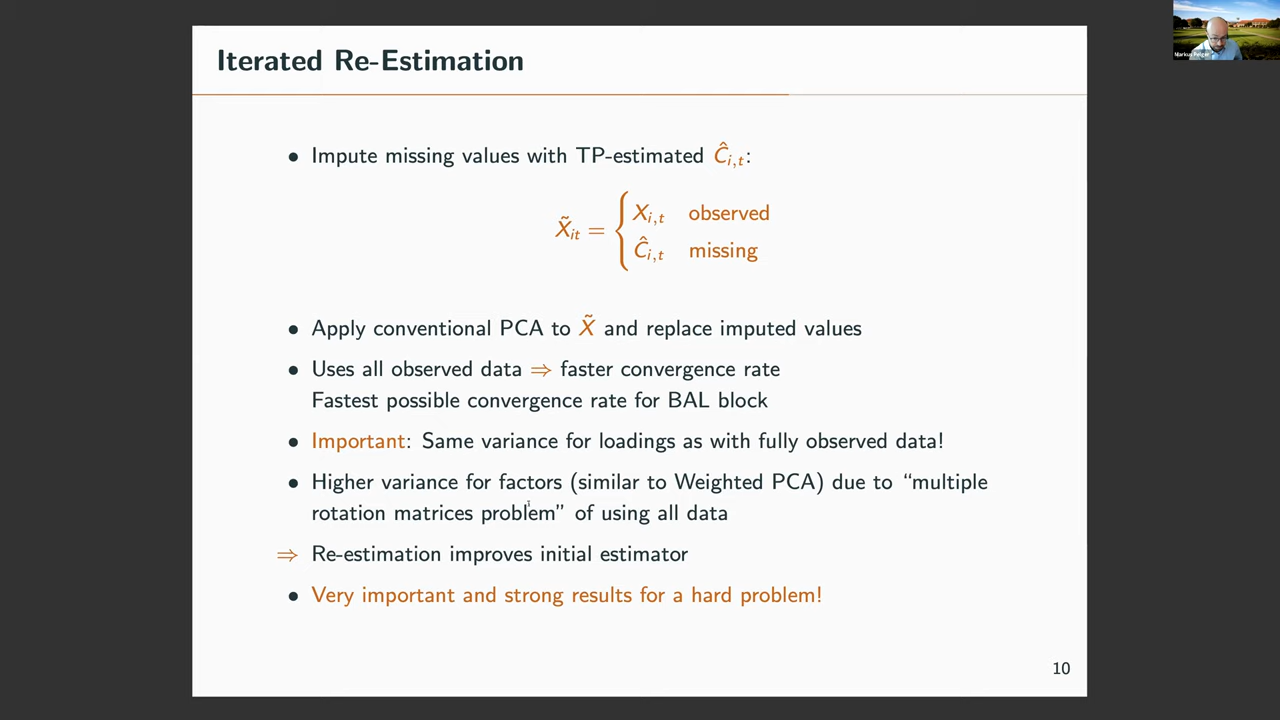 Iterated Re-Estimation
• Impute missing values with TP-estimated Ĉ_{i,t}:
X̃_{it} = { X_{i,t} observed
Ĉ_{i,t} missing
• Apply conventional PCA to X̃ and replace imputed values
• Uses all observed data ⇒ faster convergence rate
Fastest possible convergence rate for BAL block
• Important: Same variance for loadings as with fully observed data!
• Higher variance for factors (similar to Weighted PCA) due to “multiple
rotation matrices problem” of using all data
⇒ Re-estimation improves initial estimator
• Very important and strong results for a hard problem!
10
Markus